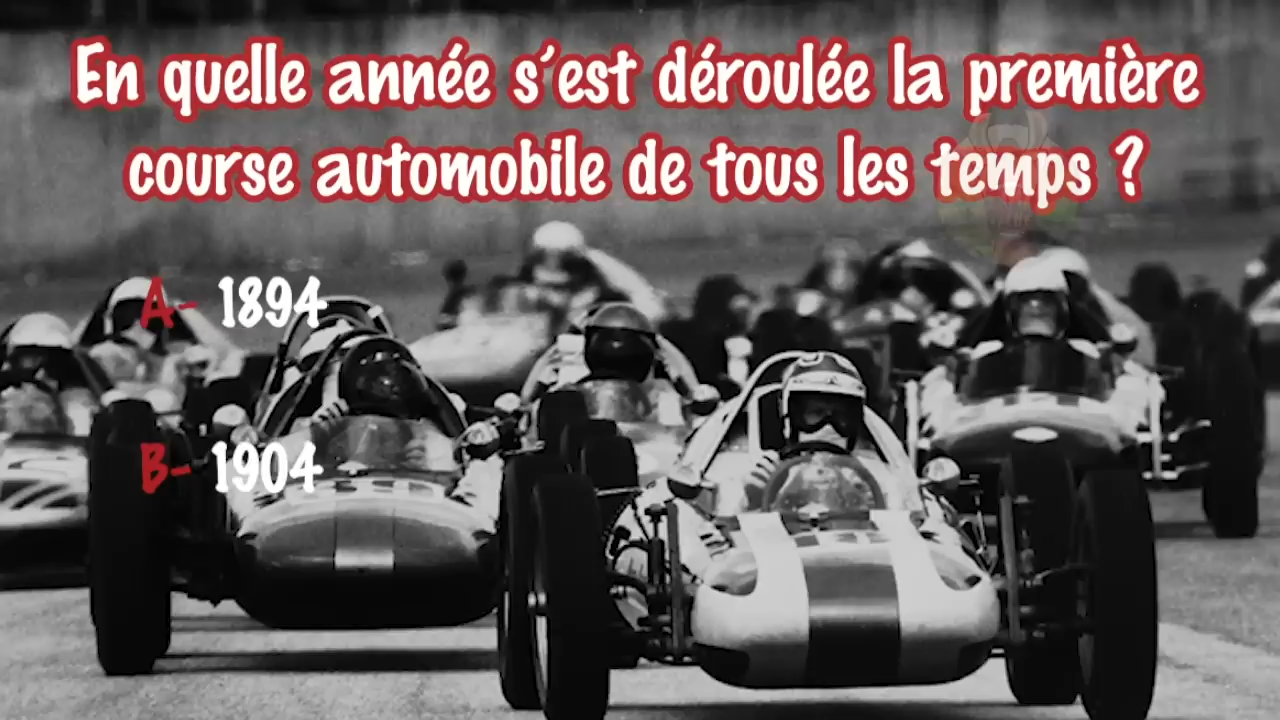 En quelle année s'est déroulée la première
course automobile de tous les temps ?
A- 1894
B- 1904